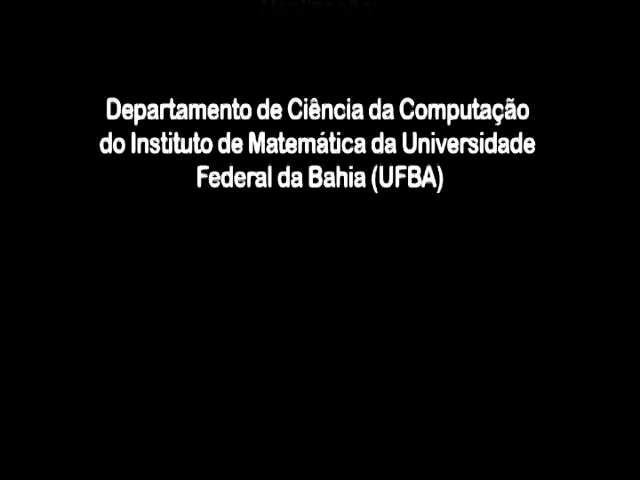 Departamento de Ciência da Computação
do Instituto de Matemática da Universidade
Federal da Bahia (UFBA)